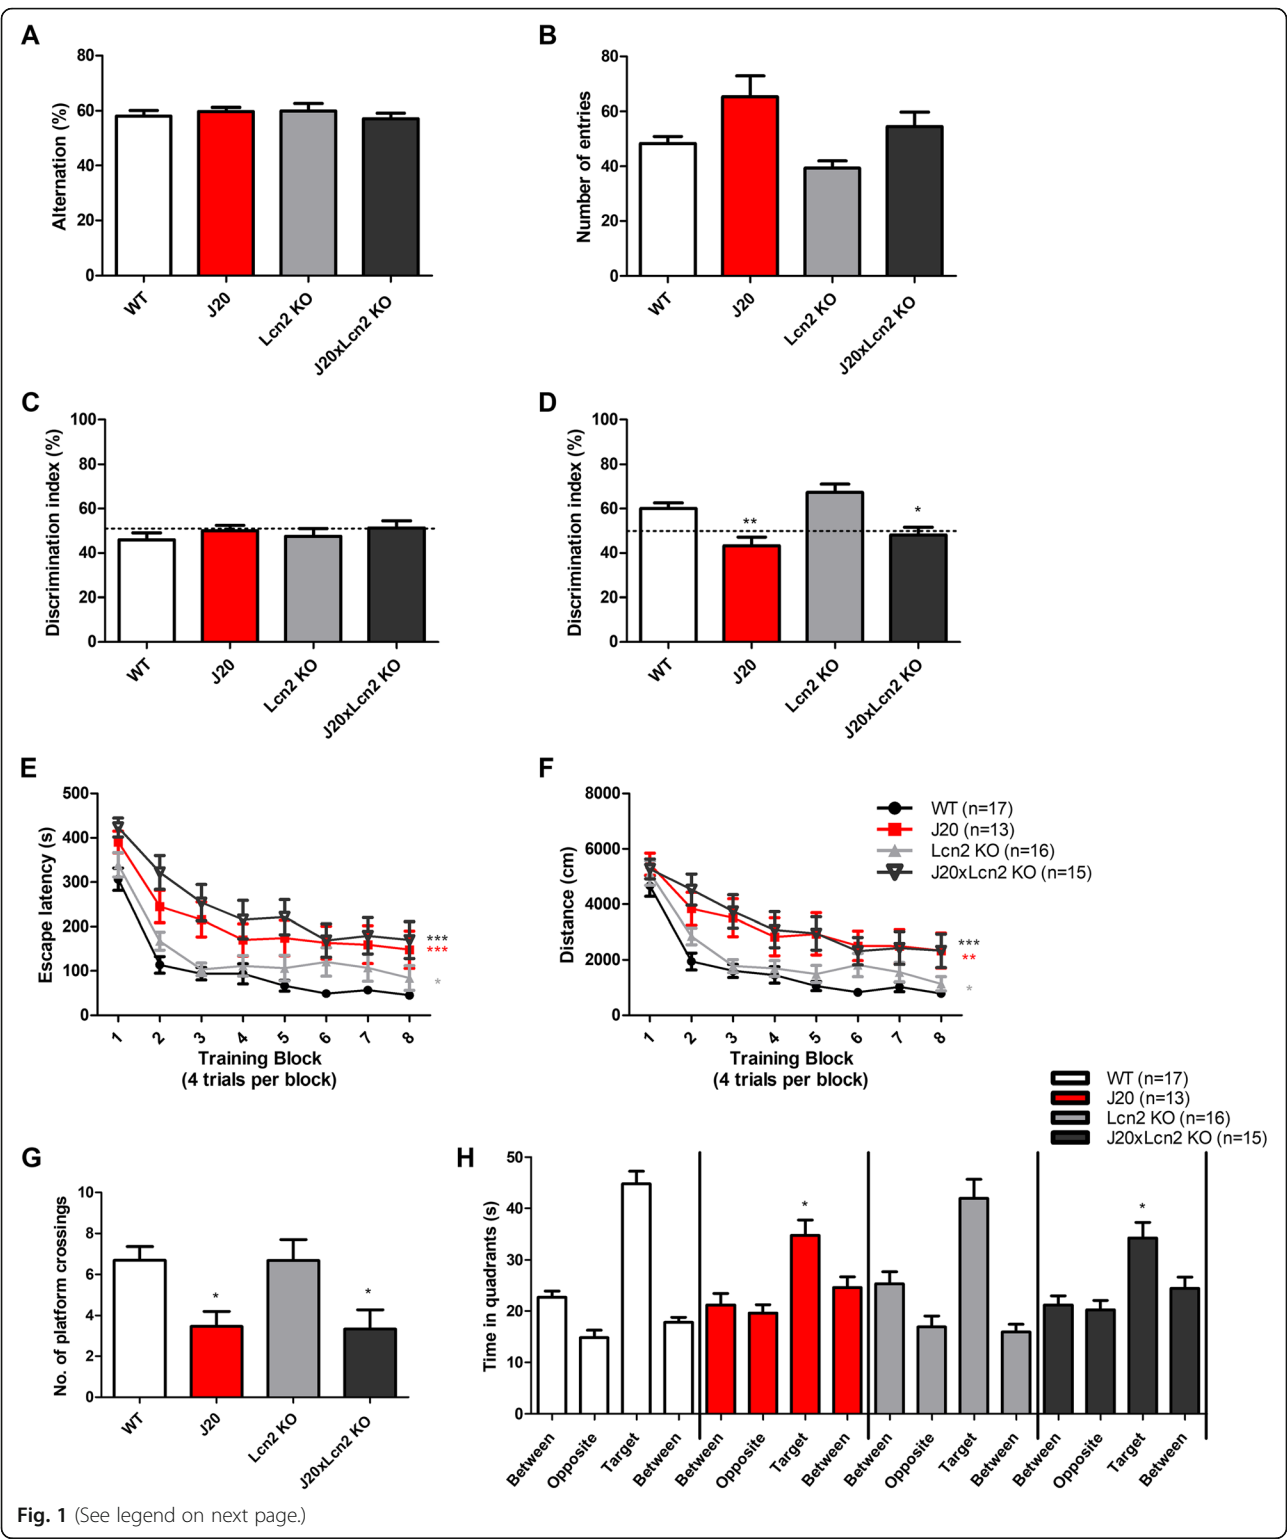 A
Alternation (%)
80
60
40
20
0
WT
J20
Lcn2 KO
J20xLcn2 KO
B
Number of entries
80
60
40
20
0
WT
J20
Lcn2 KO
J20xLcn2 KO
C
Discrimination index (%)
100
80
60
40
20
0
WT
J20
Lcn2 KO
J20xLcn2 KO
D
Discrimination index (%)
100
80
60
40
20
0
**
*
WT
J20
Lcn2 KO
J20xLcn2 KO
E
Escape latency (s)
500
400
300
200
100
0
***
***
*
1 2 3 4 5 6 7 8
Training Block
(4 trials per block)
F
Distance (cm)
8000
6000
4000
2000
0
WT (n=17)
J20 (n=13)
Lcn2 KO (n=16)
J20xLcn2 KO (n=15)
***
**
*
1 2 3 4 5 6 7 8
Training Block
(4 trials per block)
WT (n=17)
J20 (n=13)
Lcn2 KO (n=16)
J20xLcn2 KO (n=15)
G
No. of platform crossings
10
8
6
4
2
0
*
*
WT
J20
Lcn2 KO
J20xLcn2 KO
H
Time in quadrants (s)
50
40
30
20
10
0
*
*
Between
Opposite
Target
Between
Between
Opposite
Target
Between
Between
Opposite
Target
Between
Between
Opposite
Target
Between
Fig. 1 (See legend on next page.)